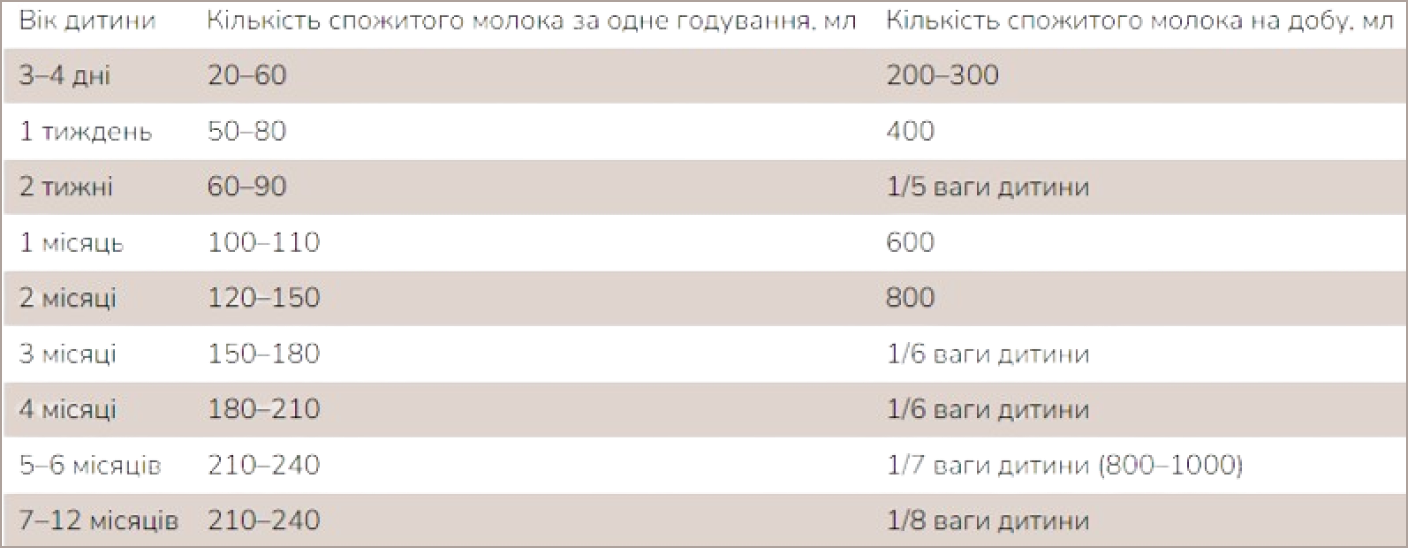 Вік дитини Кількість спожитого молока за одне годування, мл Кількість спожитого молока на добу, мл
3–4 дні 20–60 200–300
1 тиждень 50–80 400
2 тижні 60–90 1/5 ваги дитини
1 місяць 100–110 600
2 місяці 120–150 800
3 місяці 150–180 1/6 ваги дитини
4 місяці 180–210 1/6 ваги дитини
5–6 місяців 210–240 1/7 ваги дитини (800–1000)
7–12 місяців 210–240 1/8 ваги дитини